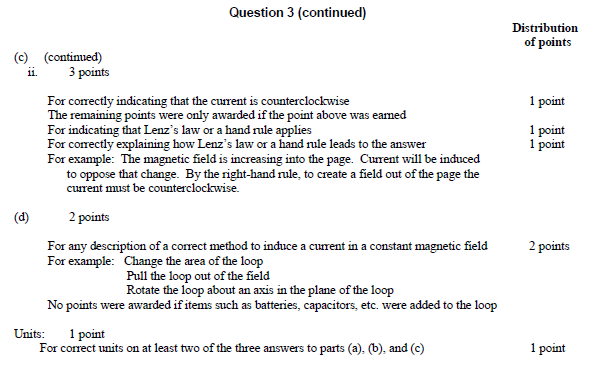 Question 3 (continued)
Distribution
of points
(c) (continued)
ii. 3 points
For correctly indicating that the current is counterclockwise 1 point
The remaining points were only awarded if the point above was earned
For indicating that Lenz's law or a hand rule applies 1 point
For correctly explaining how Lenz's law or a hand rule leads to the answer 1 point
For example: The magnetic field is increasing into the page. Current will be induced
to oppose that change. By the right-hand rule, to create a field out of the page the
current must be counterclockwise.
(d) 2 points
For any description of a correct method to induce a current in a constant magnetic field 2 points
For example: Change the area of the loop
Pull the loop out of the field
Rotate the loop about an axis in the plane of the loop
No points were awarded if items such as batteries, capacitors, etc. were added to the loop
Units: 1 point
For correct units on at least two of the three answers to parts (a), (b), and (c) 1 point